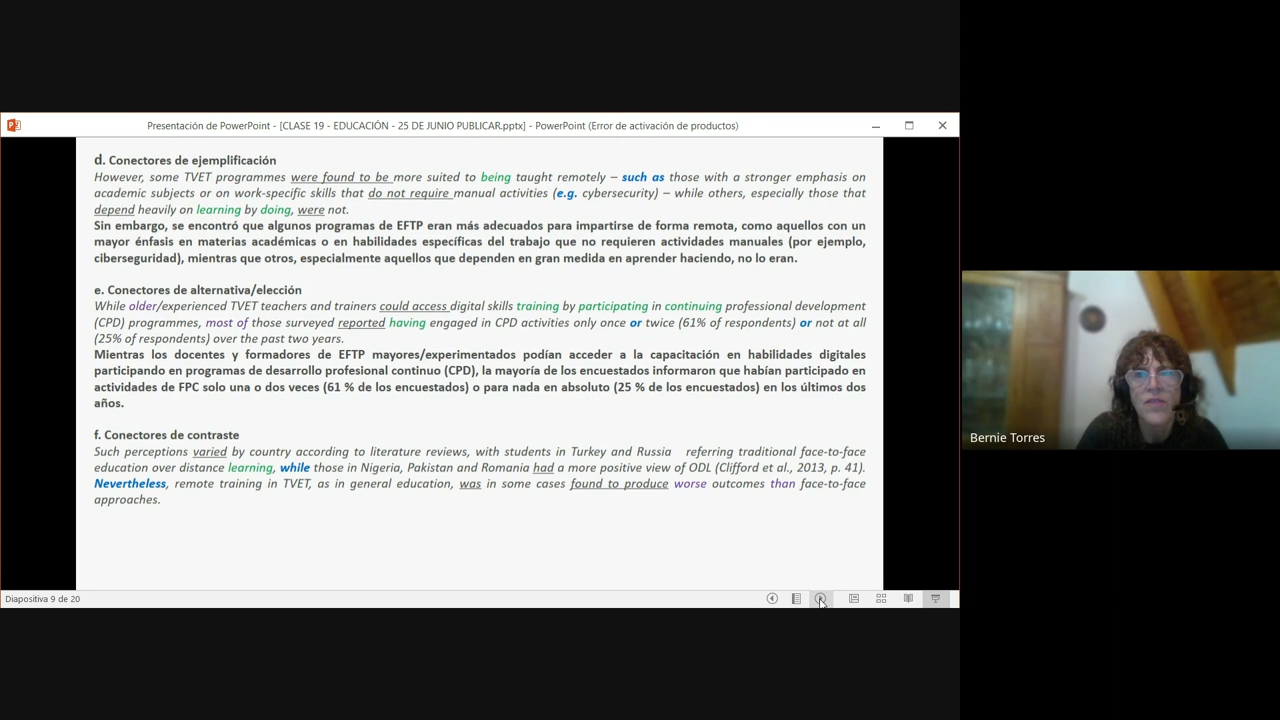 Presentación de PowerPoint - [CLASE 19 - EDUCACIÓN - 25 DE JUNIO PUBLICAR.pptx] - PowerPoint (Error de activación de productos)
d. Conectores de ejemplificación
However, some TVET programmes were found to be more suited to being taught remotely – such as those with a stronger emphasis on
academic subjects or on work-specific skills that do not require manual activities (e.g. cybersecurity) – while others, especially those that
depend heavily on learning by doing, were not.
Sin embargo, se encontró que algunos programas de EFTP eran más adecuados para impartirse de forma remota, como aquellos con un
mayor énfasis en materias académicas o en habilidades específicas del trabajo que no requieren actividades manuales (por ejemplo,
ciberseguridad), mientras que otros, especialmente aquellos que dependen en gran medida en aprender haciendo, no lo eran.
e. Conectores de alternativa/elección
While older/experienced TVET teachers and trainers could access digital skills training by participating in continuing professional development
(CPD) programmes, most of those surveyed reported having engaged in CPD activities only once or twice (61% of respondents) or not at all
(25% of respondents) over the past two years.
Mientras los docentes y formadores de EFTP mayores/experimentados podían acceder a la capacitación en habilidades digitales
participando en programas de desarrollo profesional continuo (CPD), la mayoría de los encuestados informaron que habían participado en
actividades de FPC solo una o dos veces (61 % de los encuestados) o para nada en absoluto (25 % de los encuestados) en los últimos dos
años.
f. Conectores de contraste
Such perceptions varied by country according to literature reviews, with students in Turkey and Russia referring traditional face-to-face
education over distance learning, while those in Nigeria, Pakistan and Romania had a more positive view of ODL (Clifford et al., 2013, p. 41).
Nevertheless, remote training in TVET, as in general education, was in some cases found to produce worse outcomes than face-to-face
approaches.
Diapositiva 9 de 20
Bernie Torres